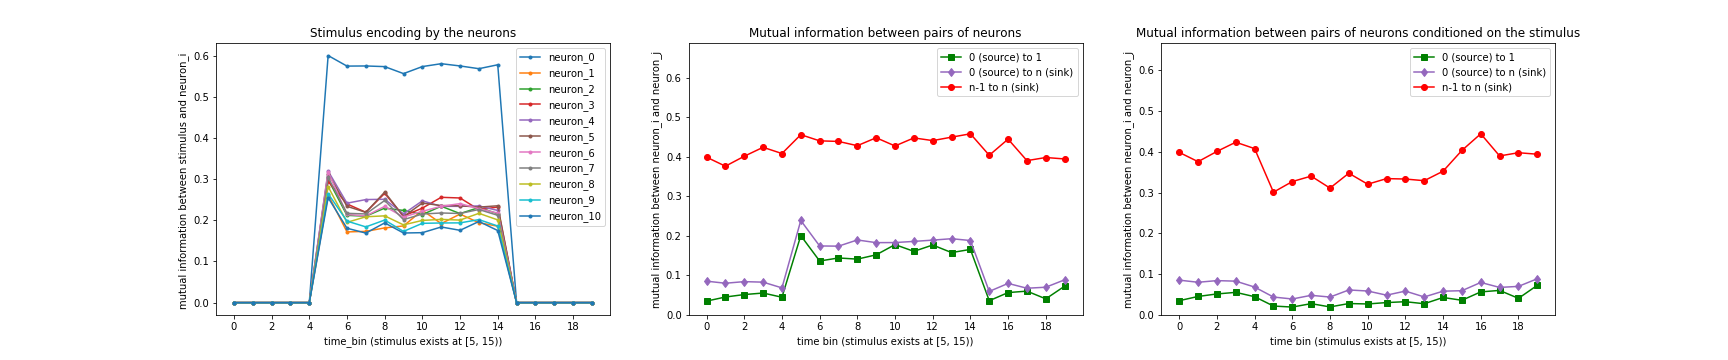 Stimulus encoding by the neurons
mutual information between stimulus and neuron_i
0.6
0.5
0.4
0.3
0.2
0.1
0.0
neuron_0
neuron_1
neuron_2
neuron_3
neuron_4
neuron_5
neuron_6
neuron_7
neuron_8
neuron_9
neuron_10
0 2 4 6 8 10 12 14 16 18
time_bin (stimulus exists at [5, 15))
Mutual information between pairs of neurons
mutual information between neuron_i and neuron_j
0.6
0.5
0.4
0.3
0.2
0.1
0.0
0 (source) to 1
0 (source) to n (sink)
n-1 to n (sink)
0 2 4 6 8 10 12 14 16 18
time bin (stimulus exists at [5, 15))
Mutual information between pairs of neurons conditioned on the stimulus
mutual information between neuron_i and neuron_j
0.6
0.5
0.4
0.3
0.2
0.1
0.0
0 (source) to 1
0 (source) to n (sink)
n-1 to n (sink)
0 2 4 6 8 10 12 14 16 18
time bin (stimulus exists at [5, 15))